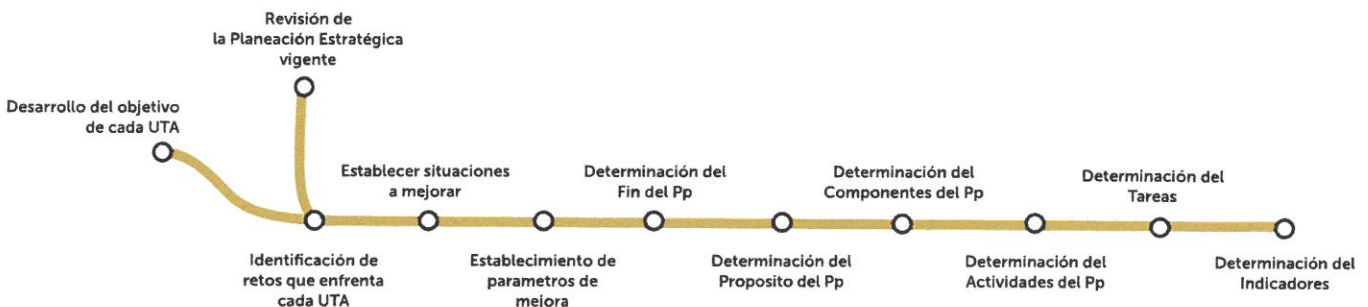 Revisión de
la Planeación Estratégica
vigente
Desarrollo del objetivo
de cada UTA
Establecer situaciones
a mejorar
Determinación del
Fin del Pp
Determinación del
Componentes del Pp
Determinación del
Tareas
Identificación de
retos que enfrenta
cada UTA
Establecimiento de
parametros de
mejora
Determinación del
Proposito del Pp
Determinación del
Actividades del Pp
Determinación del
Indicadores